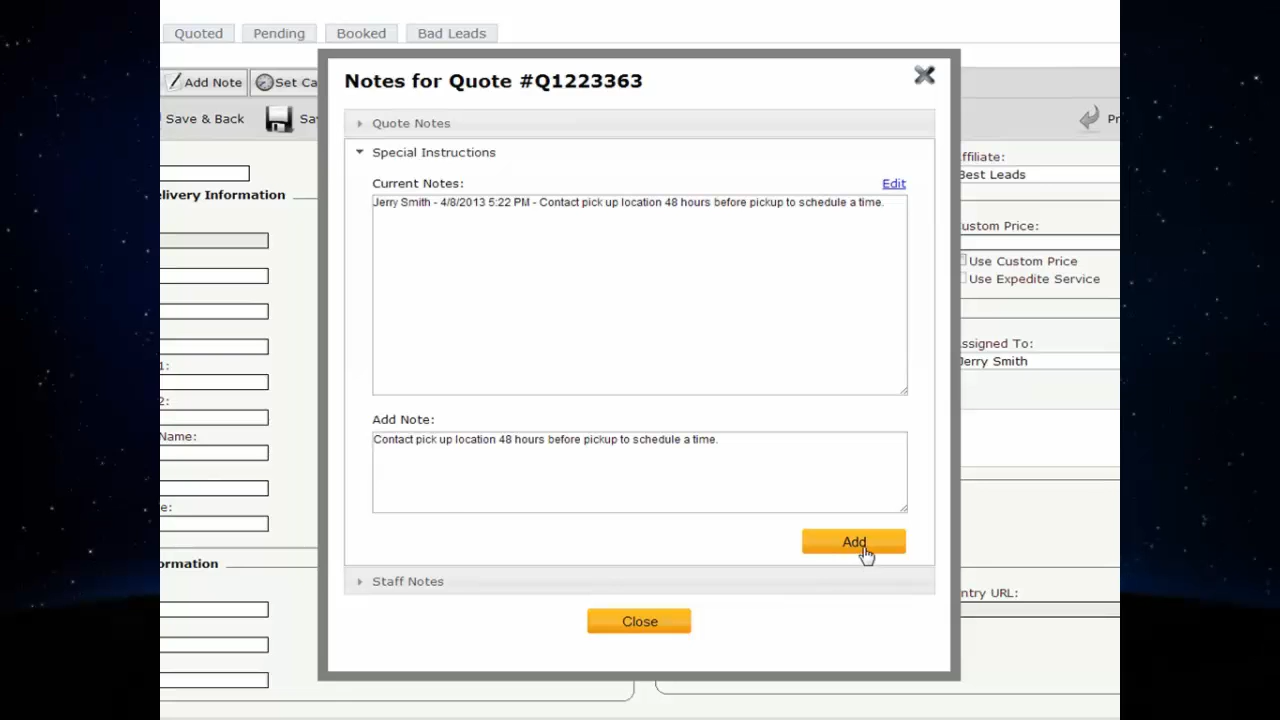 Quoted
Pending
Booked
Bad Leads
Add Note
Set Ca
Save & Back
Notes for Quote #Q1223363
Quote Notes
Special Instructions
Current Notes:
Edit
Jerry Smith - 4/8/2013 5:22 PM - Contact pick up location 48 hours before pickup to schedule a time.
Add Note:
Contact pick up location 48 hours before pickup to schedule a time.
Add
Staff Notes
Close
livery Information
1:
2:
Name:
e:
ormation
Pr
ffiliate:
Best Leads
ustom Price:
Use Custom Price
Use Expedite Service
ssigned To:
Jerry Smith
ntry URL: